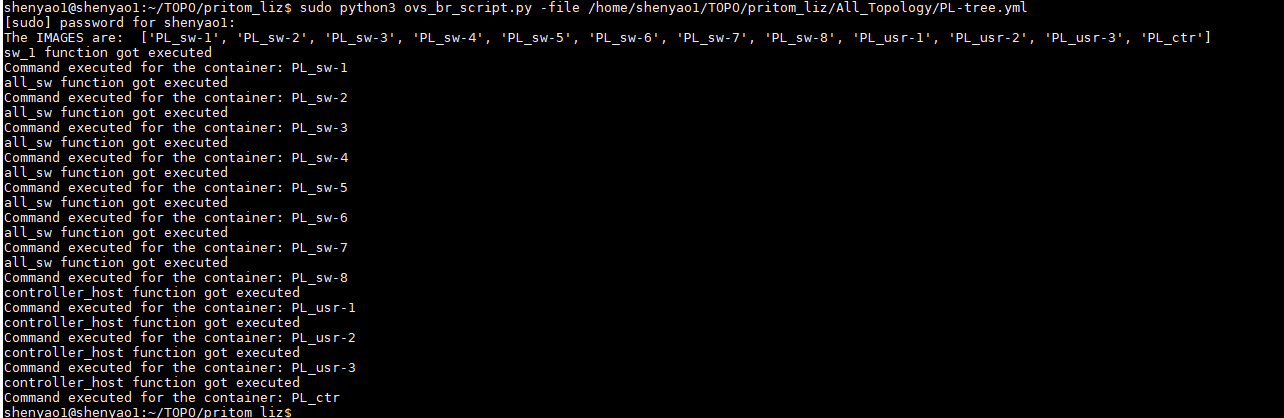 shenyao1@shenyao1:~/TOPO/pritom_liz$ sudo python3 ovs_br_script.py -file /home/shenyao1/TOPO/pritom_liz/All_Topology/PL-tree.yml
[sudo] password for shenyao1:
The IMAGES are:  ['PL_sw-1', 'PL_sw-2', 'PL_sw-3', 'PL_sw-4', 'PL_sw-5', 'PL_sw-6', 'PL_sw-7', 'PL_sw-8', 'PL_usr-1', 'PL_usr-2', 'PL_usr-3', 'PL_ctr']
sw_1 function got executed
Command executed for the container: PL_sw-1
all_sw function got executed
Command executed for the container: PL_sw-2
all_sw function got executed
Command executed for the container: PL_sw-3
all_sw function got executed
Command executed for the container: PL_sw-4
all_sw function got executed
Command executed for the container: PL_sw-5
all_sw function got executed
Command executed for the container: PL_sw-6
all_sw function got executed
Command executed for the container: PL_sw-7
all_sw function got executed
Command executed for the container: PL_sw-8
controller_host function got executed
Command executed for the container: PL_usr-1
controller_host function got executed
Command executed for the container: PL_usr-2
controller_host function got executed
Command executed for the container: PL_usr-3
controller_host function got executed
Command executed for the container: PL_ctr
shenyao1@shenyao1:~/TOPO/pritom_liz$